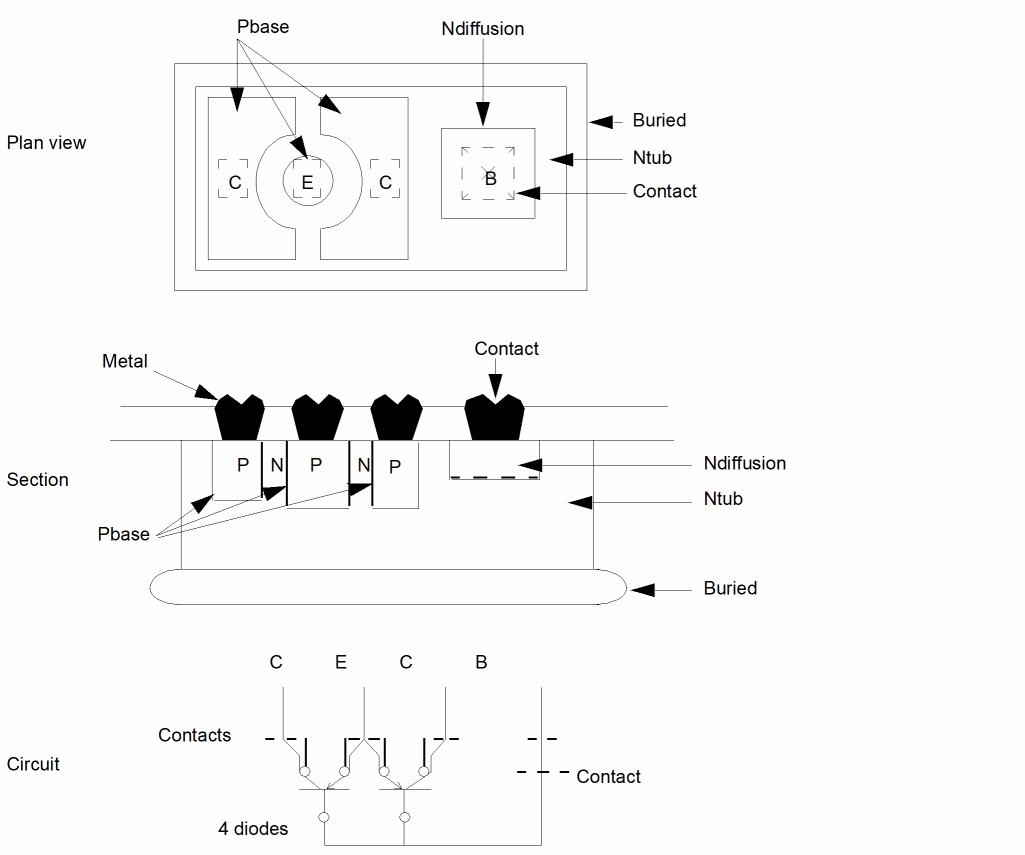 Pbase
Ndiffusion
Plan view
Buried
Ntub
Contact
C
E
C
B
Metal
Contact
Section
P
N
P
N
P
Ndiffusion
Ntub
Pbase
Buried
C E C B
Contacts
Circuit
Contact
4 diodes